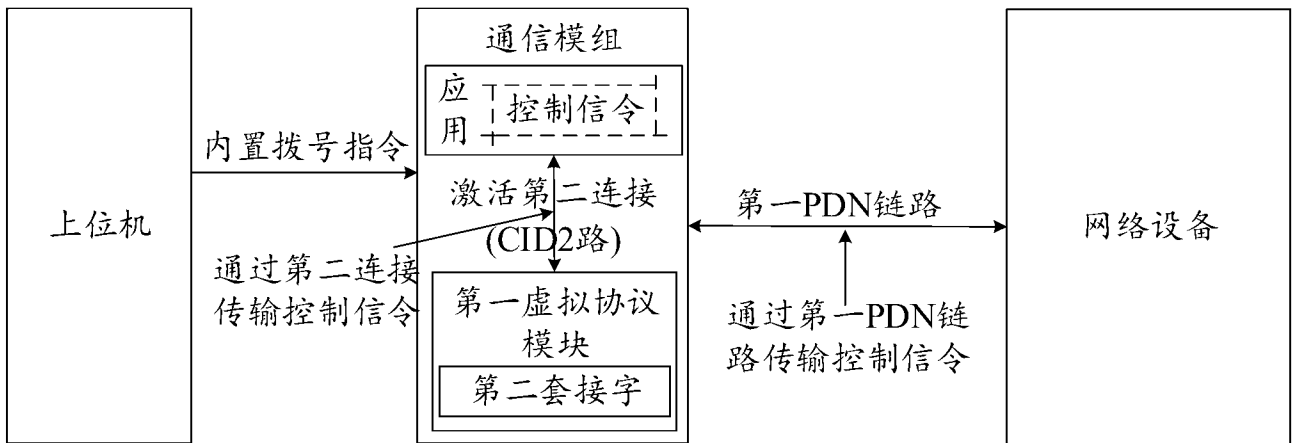 上位机
内置拨号指令
通信模组
应用
控制信令
激活第二连接
(CID2路)
通过第二连接
传输控制信令
第一虚拟协议
模块
第二套接字
第一PDN链路
通过第一PDN链
路传输控制信令
网络设备